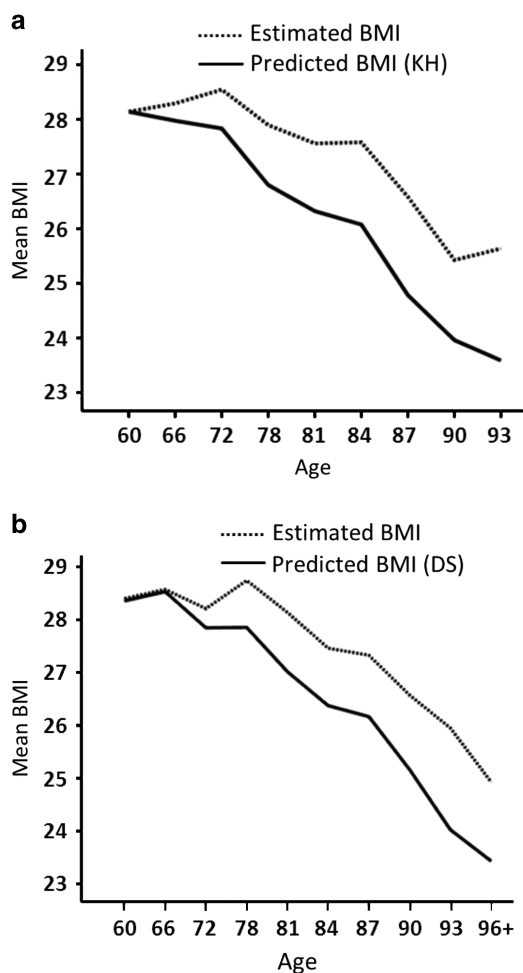 a
Estimated BMI
Predicted BMI (KH)
29
28
27
26
25
24
23
Mean BMI
60 66 72 78 81 84 87 90 93
Age
b
Estimated BMI
Predicted BMI (DS)
29
28
27
26
25
24
23
Mean BMI
60 66 72 78 81 84 87 90 93 96+
Age